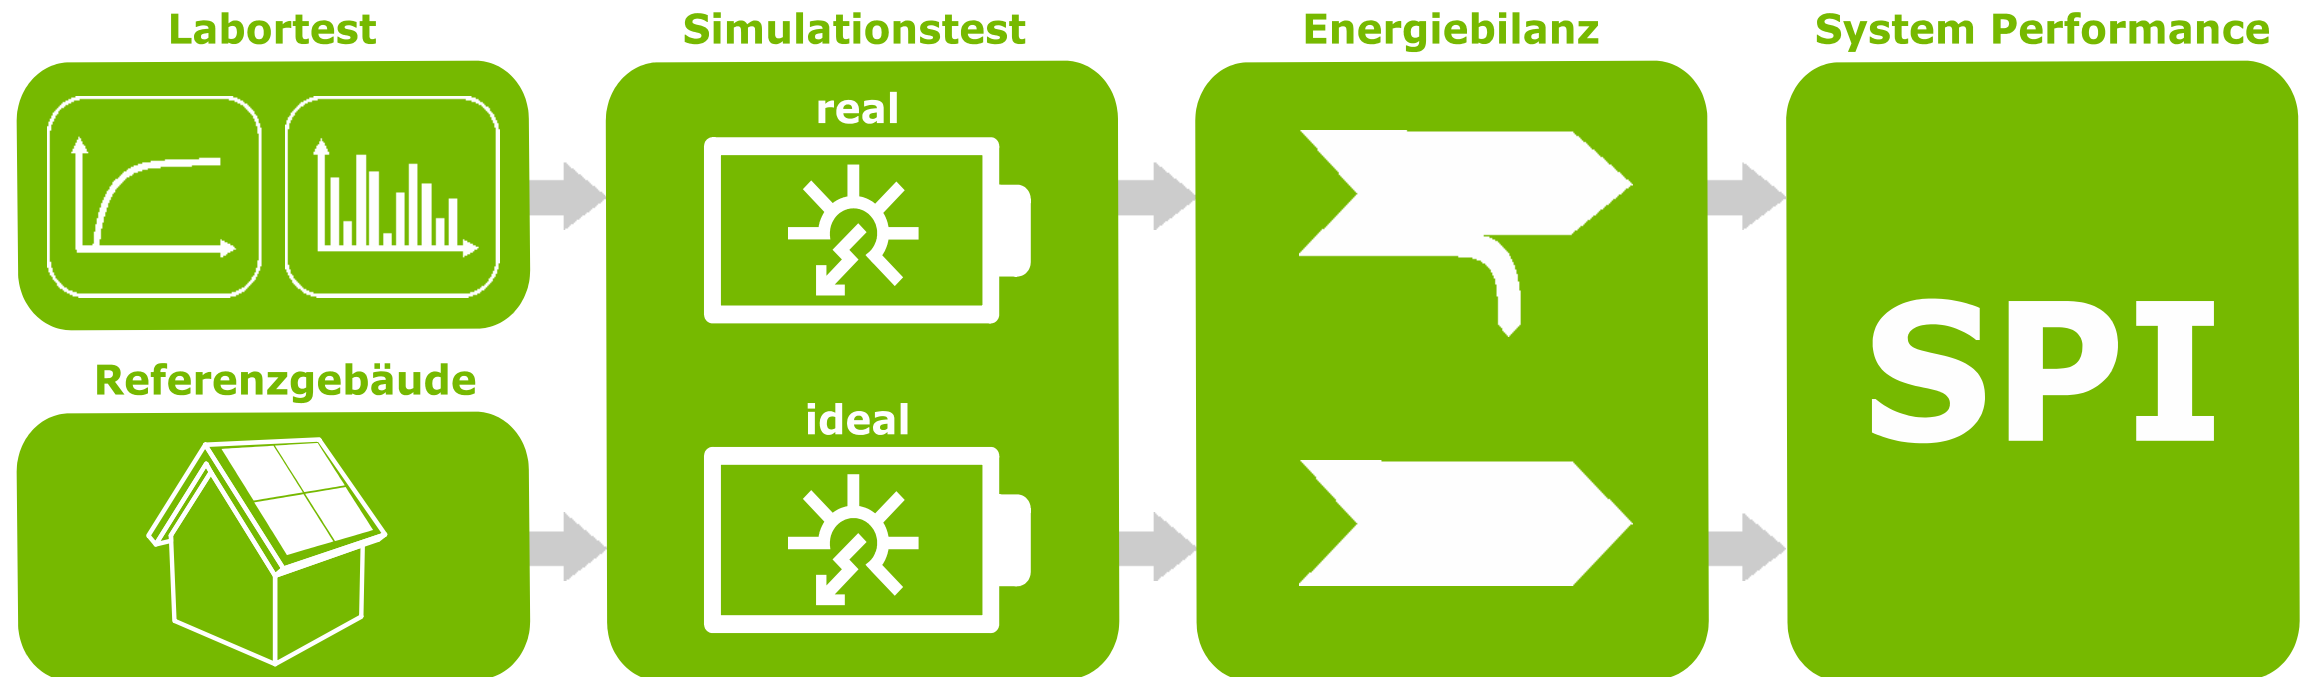 Labortest
Referenzgebäude
Simulationstest
real
ideal
Energiebilanz
System Performance
SPI